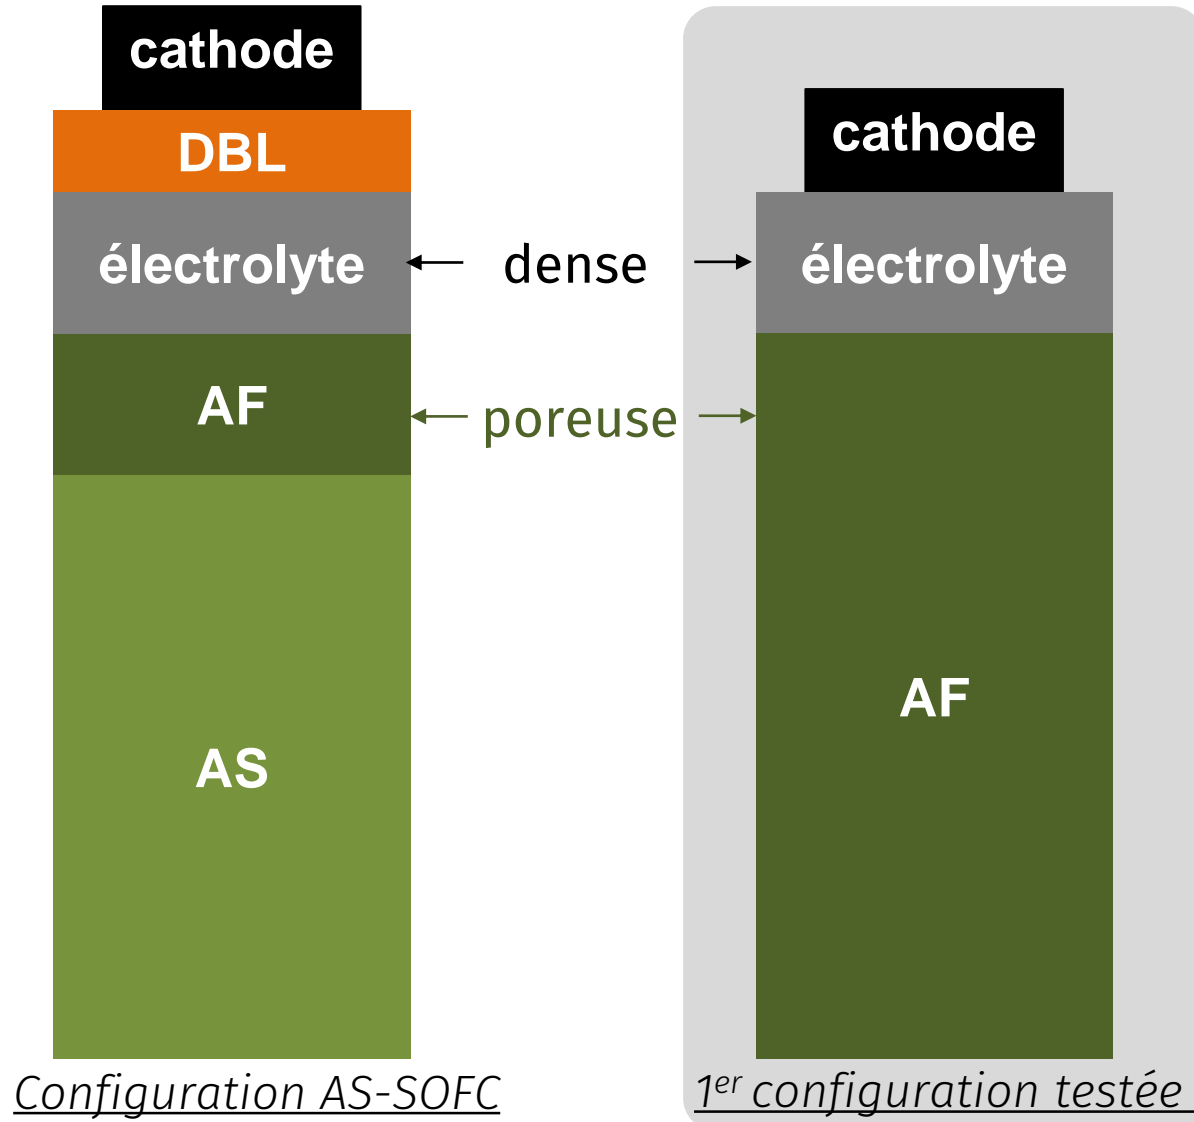 cathode
DBL
électrolyte
AF
AS
Configuration AS-SOFC
dense
poreuse
cathode
électrolyte
AF
1er configuration testée